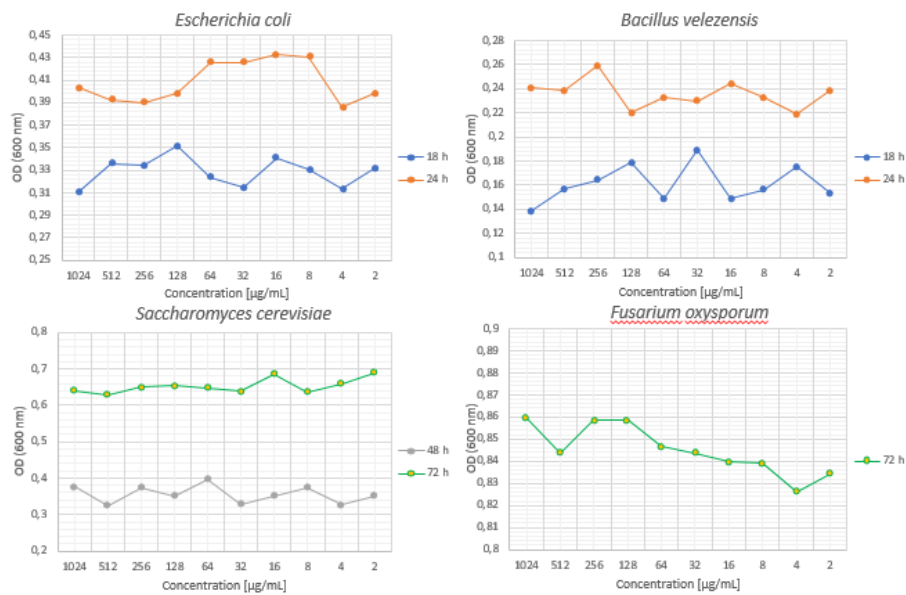 Escherichia coli
0,45
0,43
0,41
0,39
0,37
0,35
0,33
0,31
0,29
0,27
0,25
OD (600 nm)
1024 512 256 128 64 32 16 8 4 2
Concentration [µg/mL]
18 h
24 h
Bacillus velezensis
0,28
0,26
0,24
0,22
0,2
0,18
0,16
0,14
0,12
0,1
OD (600 nm)
1024 512 256 128 64 32 16 8 4 2
Concentration [µg/mL]
18 h
24 h
Saccharomyces cerevisiae
0,8
0,7
0,6
0,5
0,4
0,3
0,2
OD (600 nm)
1024 512 256 128 64 32 16 8 4 2
Concentration [µg/mL]
48 h
72 h
Fusarium oxysporum
0,9
0,89
0,88
0,87
0,86
0,85
0,84
0,83
0,82
0,81
0,8
OD (600 nm)
1024 512 256 128 64 32 16 8 4 2
Concentration [µg/mL]
72 h